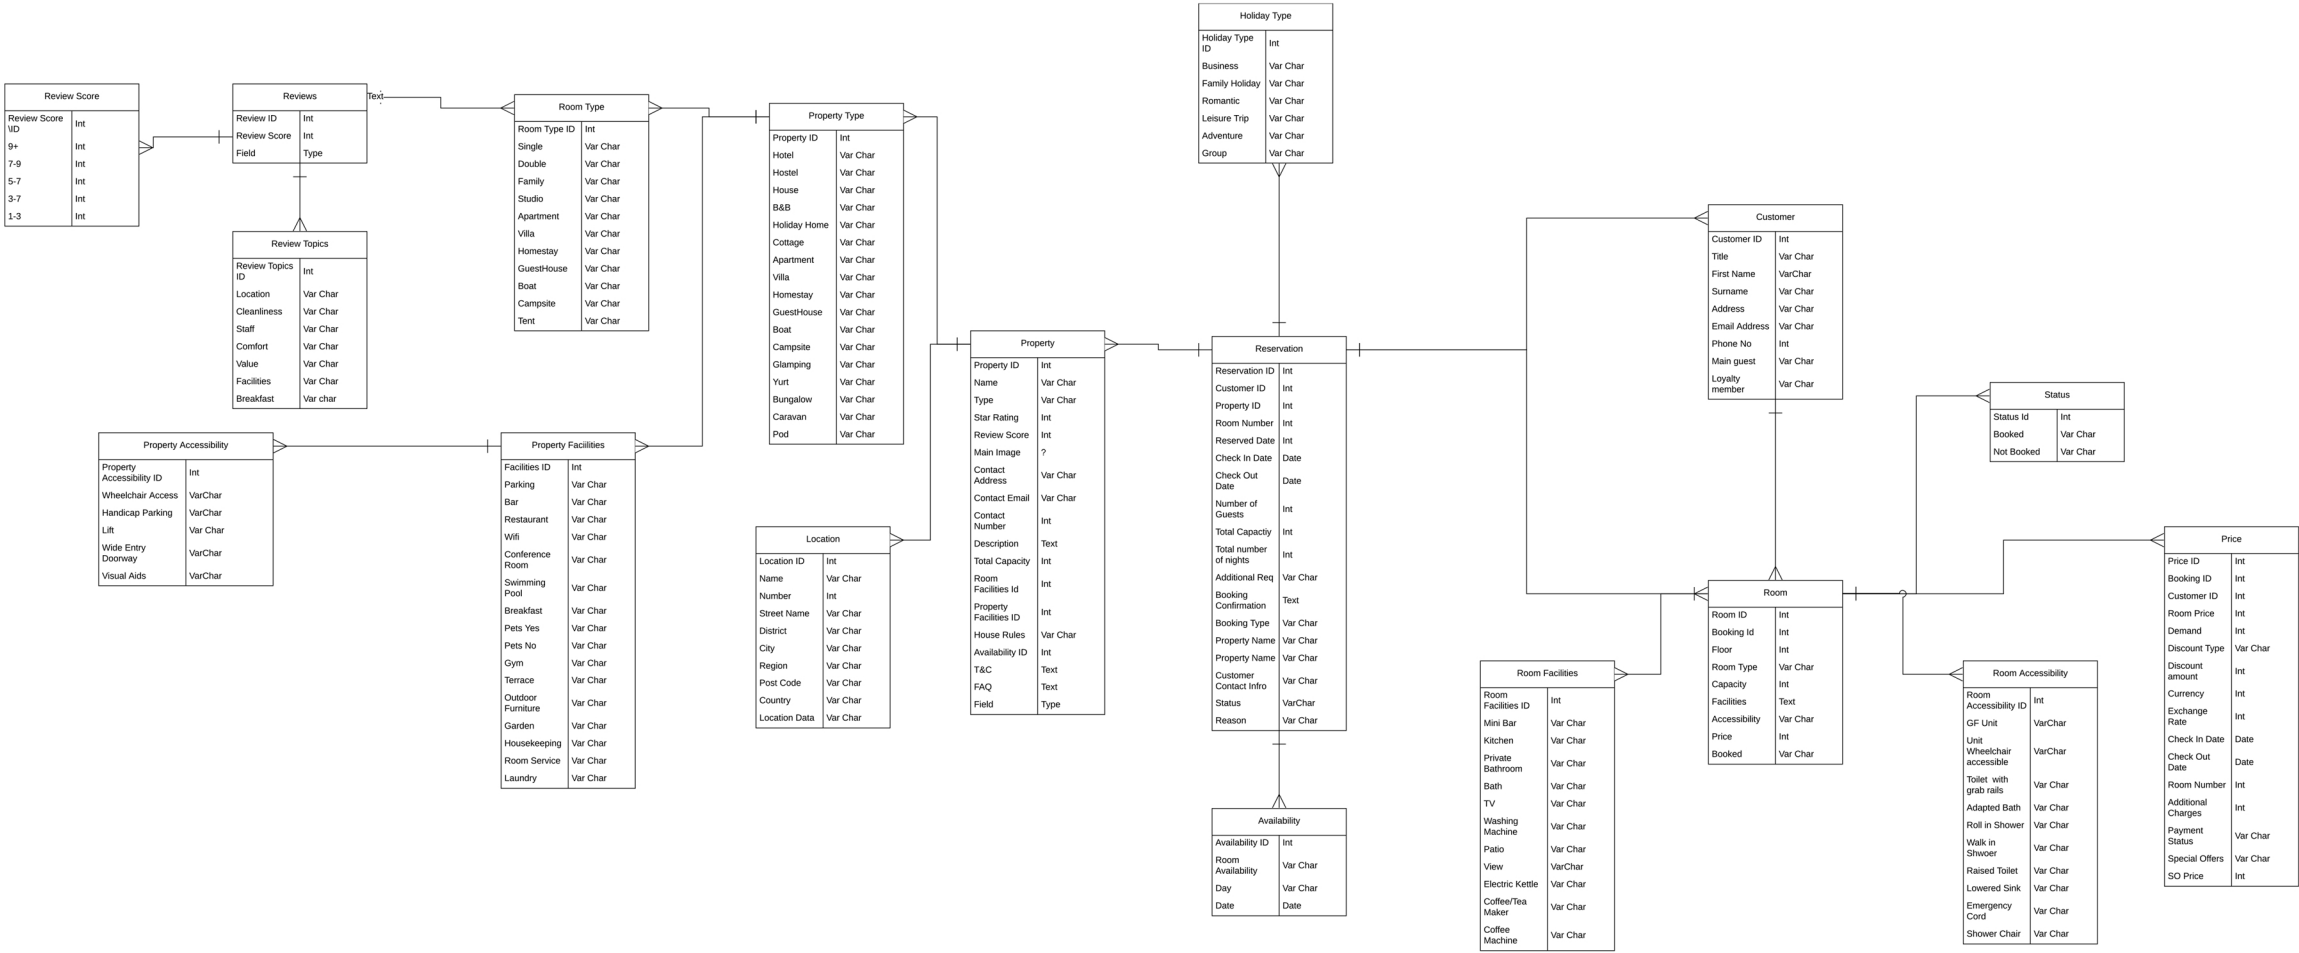 Holiday Type
Holiday Type
ID
Int
Business Var Char
Family Holiday Var Char
Romantic Var Char
Leisure Trip Var Char
Adventure Var Char
Group Var Char
Review Score
Review Score
\ID
Int
9+ Int
7-9 Int
5-7 Int
3-7 Int
1-3 Int
Reviews
Review ID Int
Review Score Int
Field Type
Text
Review Topics
Review Topics
ID
Int
Location Var Char
Cleanliness Var Char
Staff Var Char
Comfort Var Char
Value Var Char
Facilities Var Char
Breakfast Var char
Room Type
Room Type ID Int
Single Var Char
Double Var Char
Family Var Char
Studio Var Char
Apartment Var Char
Villa Var Char
Homestay Var Char
GuestHouse Var Char
Boat Var Char
Campsite Var Char
Tent Var Char
Property Type
Property ID Int
Hotel Var Char
Hostel Var Char
House Var Char
B&B Var Char
Holiday Home Var Char
Cottage Var Char
Apartment Var Char
Villa Var Char
Homestay Var Char
GuestHouse Var Char
Boat Var Char
Campsite Var Char
Glamping Var Char
Yurt Var Char
Bungalow Var Char
Caravan Var Char
Pod Var Char
Property Accessibility
Property
Accessibility ID
Int
Wheelchair Access VarChar
Handicap Parking VarChar
Lift Var Char
Wide Entry
Doorway
VarChar
Visual Aids VarChar
Property Faciilities
Facilities ID Int
Parking Var Char
Bar Var Char
Restaurant Var Char
Wifi Var Char
Conference
Room
Var Char
Swimming
Pool
Var Char
Breakfast Var Char
Pets Yes Var Char
Pets No Var Char
Gym Var Char
Terrace Var Char
Outdoor
Furniture
Var Char
Garden Var Char
Housekeeping Var Char
Room Service Var Char
Laundry Var Char
Location
Location ID Int
Name Var Char
Number Int
Street Name Var Char
District Var Char
City Var Char
Region Var Char
Post Code Var Char
Country Var Char
Location Data Var Char
Property
Property ID Int
Name Var Char
Type Var Char
Star Rating Int
Review Score Int
Main Image ?
Contact
Address
Var Char
Contact Email Var Char
Contact
Number
Int
Description Text
Total Capacity Int
Room
Facilities Id
Int
Property
Facilities ID
Int
House Rules Var Char
Availability ID Int
T&C Text
FAQ Text
Field Type
Reservation
Reservation ID Int
Customer ID Int
Property ID Int
Room Number Int
Reserved Date Int
Check In Date Date
Check Out
Date
Date
Number of
Guests
Int
Total Capactiy Int
Total number
of nights
Int
Additional Req Var Char
Booking
Confirmation
Text
Booking Type Var Char
Property Name Var Char
Property Name Var Char
Customer
Contact Infro
Var Char
Status VarChar
Reason Var Char
Availability
Availability ID Int
Room
Availability
Var Char
Day Var Char
Date Date
Customer
Customer ID Int
Title Var Char
First Name VarChar
Surname Var Char
Address Var Char
Email Address Var Char
Phone No Int
Main guest Var Char
Loyalty
member
Var Char
Status
Status Id Int
Booked Var Char
Not Booked Var Char
Room
Room ID Int
Booking Id Int
Floor Int
Room Type Var Char
Capacity Int
Facilities Text
Accessibility Var Char
Price Int
Booked Var Char
Room Facilities
Room
Facilities ID
Int
Mini Bar Var Char
Kitchen Var Char
Private
Bathroom
Var Char
Bath Var Char
TV Var Char
Washing
Machine
Var Char
Patio Var Char
View VarChar
Electric Kettle Var Char
Coffee/Tea
Maker
Var Char
Coffee
Machine
Var Char
Room Accessibility
Room
Accessibility ID
Int
GF Unit VarChar
Unit
Wheelchair
accessible
VarChar
Toilet with
grab rails
Var Char
Adapted Bath Var Char
Roll in Shower Var Char
Walk in
Shwoer
Var Char
Raised Toilet Var Char
Lowered Sink Var Char
Emergency
Cord
Var Char
Shower Chair Var Char
Price
Price ID Int
Booking ID Int
Customer ID Int
Room Price Int
Demand Int
Discount Type Var Char
Discount
amount
Int
Currency Int
Exchange
Rate
Int
Check In Date Date
Check Out
Date
Date
Room Number Int
Additional
Charges
Int
Payment
Status
Var Char
Special Offers Var Char
SO Price Int